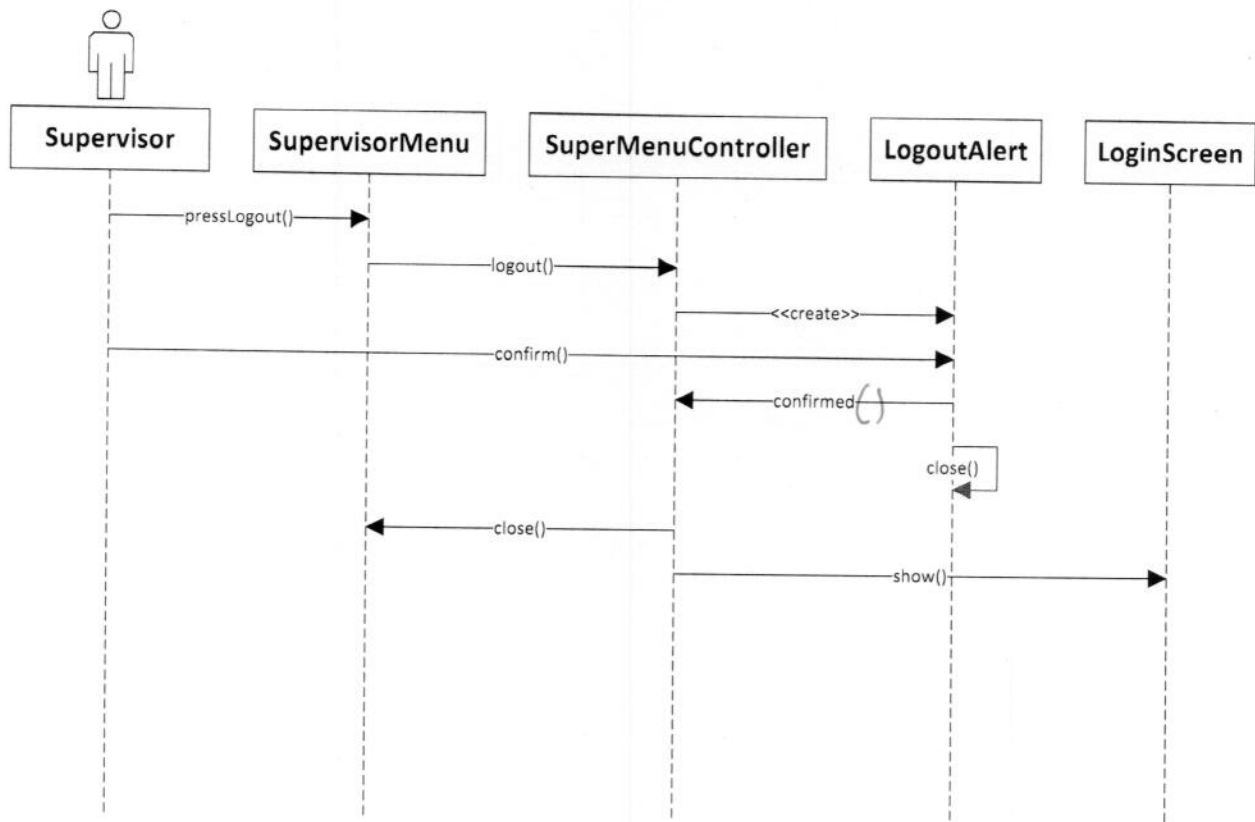 Supervisor
SupervisorMenu
SuperMenuController
LogoutAlert
LoginScreen
pressLogout()
logout()
<<create>>
confirm()
confirmed()
close()
close()
show()